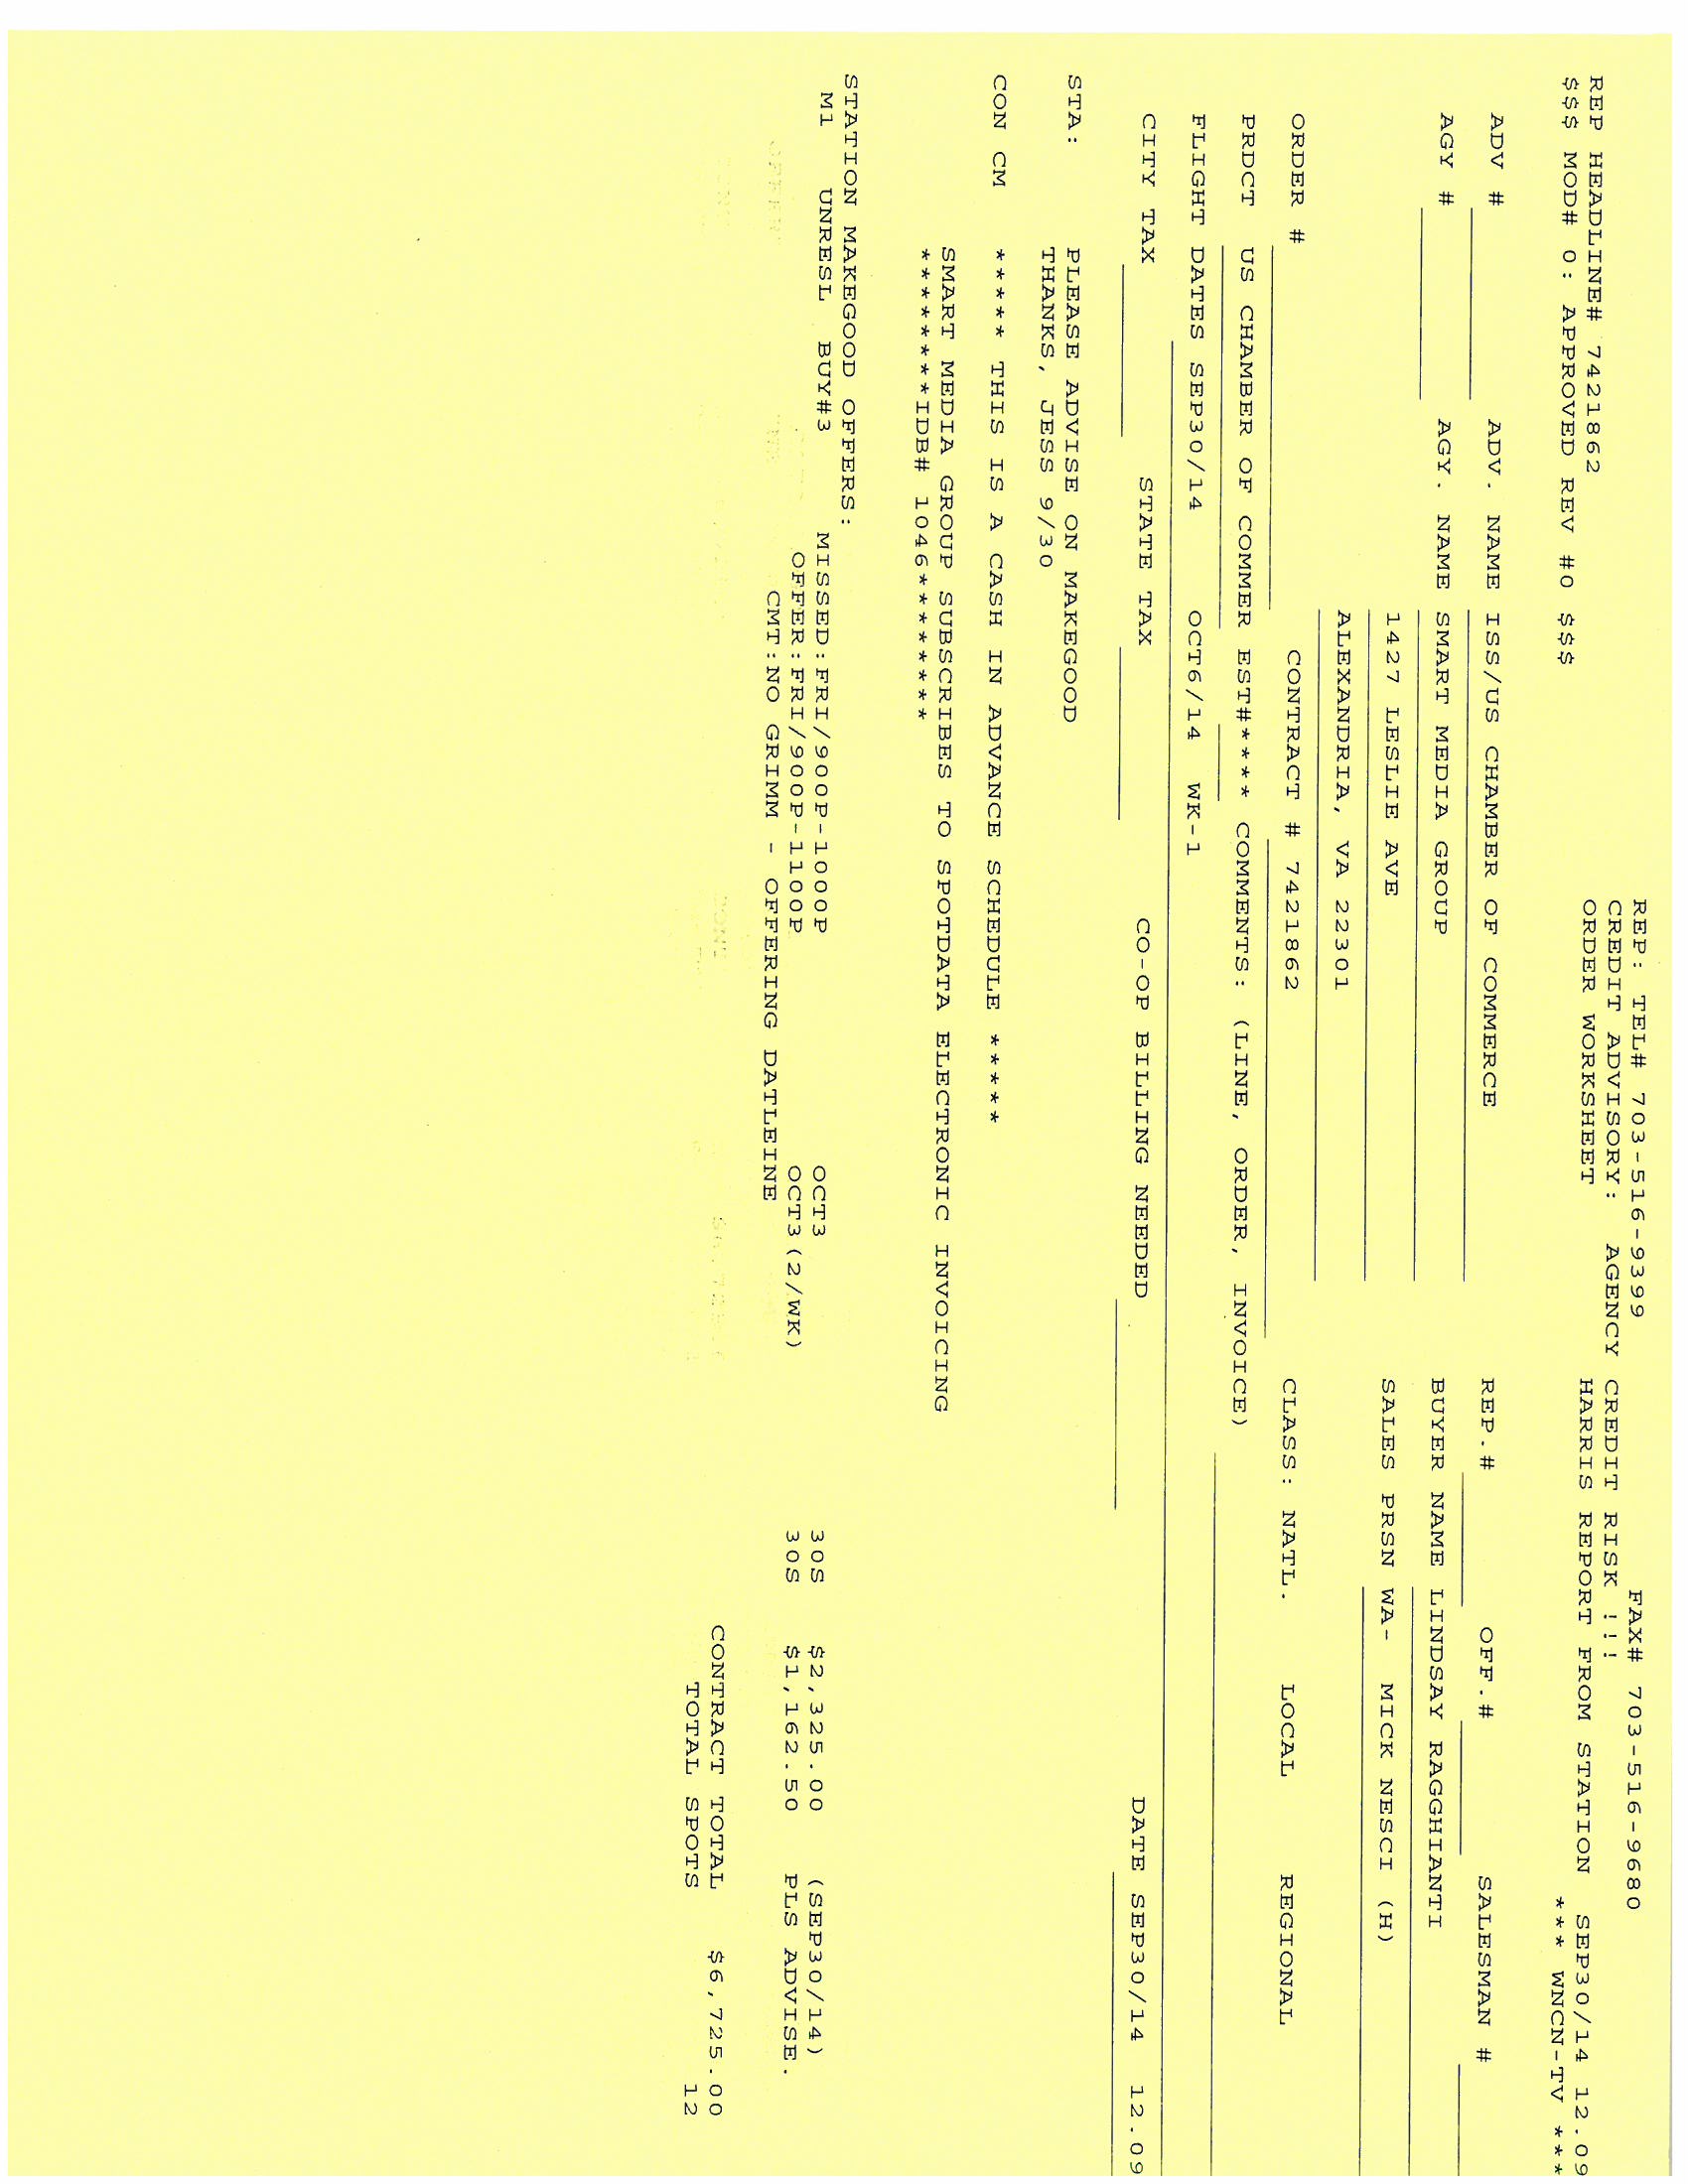 REP: TEL# 703-516-9399 FAX# 703-516-9680
CREDIT ADVISORY: AGENCY CREDIT RISK !!!
REP HEADLINE# 7421862 ORDER WORKSHEET HARRIS REPORT FROM STATION SEP30/14 12.09
$$$ MOD# 0: APPROVED REV #0 $$$ *** WNCN-TV ***
ADV # ADV. NAME ISS/US CHAMBER OF COMMERCE REP.# OFF.# SALESMAN #
AGY # AGY. NAME SMART MEDIA GROUP BUYER NAME LINDSAY RAGGHIANTI
1427 LESLIE AVE SALES PRSN WA- MICK NESCI (H)
ALEXANDRIA, VA 22301
ORDER # CONTRACT # 7421862 CLASS: NATL. LOCAL REGIONAL
PRDCT US CHAMBER OF COMMER EST#**** COMMENTS: (LINE, ORDER, INVOICE)
FLIGHT DATES SEP30/14 OCT6/14 WK-1
CITY TAX STATE TAX CO-OP BILLING NEEDED DATE SEP30/14 12.09
STA: PLEASE ADVISE ON MAKEGOOD
THANKS, JESS 9/30
CON CM ***** THIS IS A CASH IN ADVANCE SCHEDULE *****
SMART MEDIA GROUP SUBSCRIBES TO SPOTDATA ELECTRONIC INVOICING
********IDB# 1046********
STATION MAKEGOOD OFFERS:
M1 UNRESL BUY#3 MISSED:FRI/900P-1000P OCT3 30S $2,325.00 (SEP30/14)
OFFER:FRI/900P-1100P OCT3(2/WK) 30S $1,162.50 PLS ADVISE.
CMT:NO GRIMM - OFFERING DATLEINE
CONTRACT TOTAL $6,725.00
TOTAL SPOTS 12